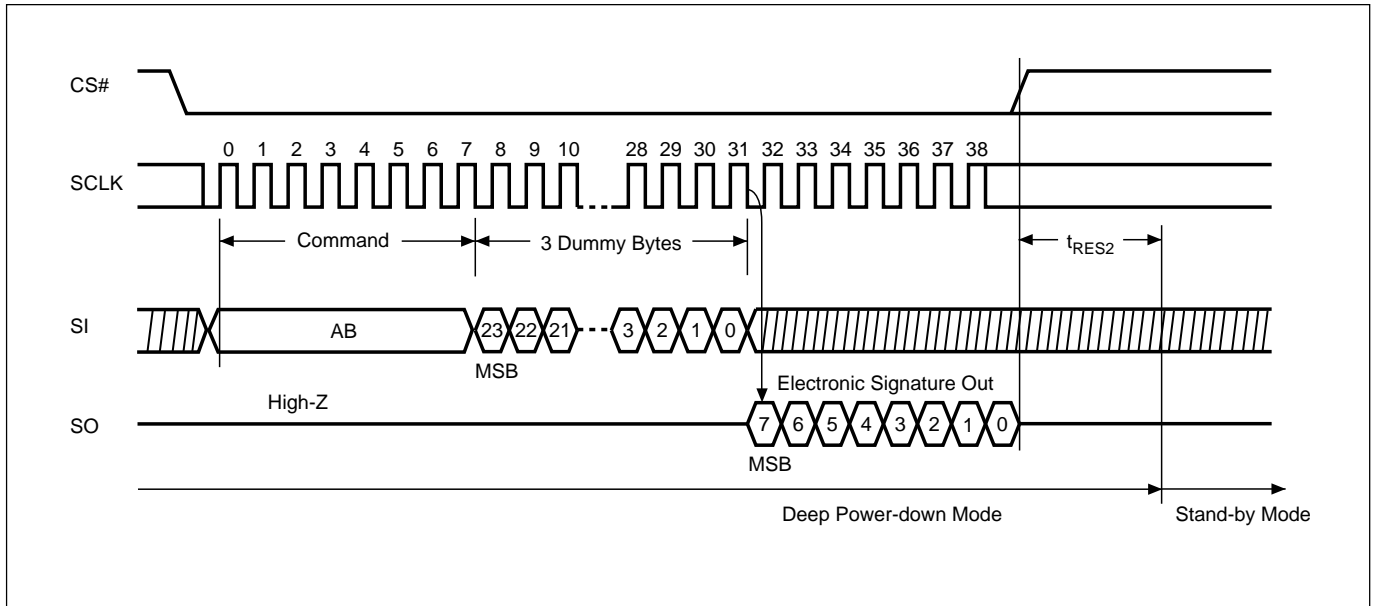 CS#
0 1 2 3 4 5 6 7 8 9 10 28 29 30 31 32 33 34 35 36 37 38
SCLK
Command
3 Dummy Bytes
tRES2
SI
AB
23 22 21 3 2 1 0
MSB
Electronic Signature Out
High-Z
SO
7 6 5 4 3 2 1 0
MSB
Deep Power-down Mode
Stand-by Mode